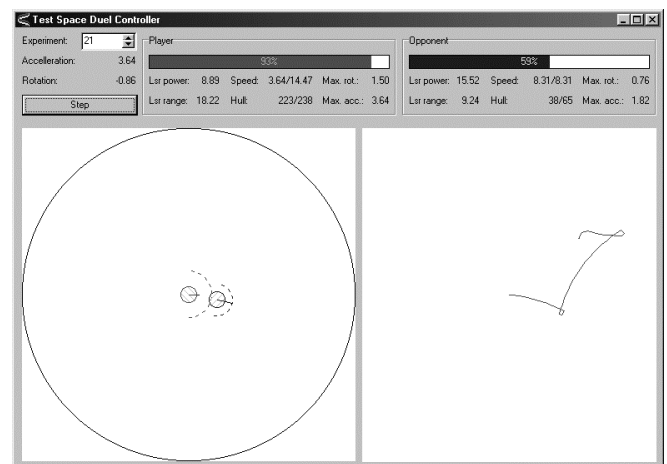 Test Space Duel Controller
Experiment: 21
Accelleration: 3.64
Rotation: -0.86
Step
Player
93%
Lsr power: 8.89 Speed: 3.64/14.47 Max. rot.: 1.50
Lsr range: 18.22 Hull: 223/238 Max. acc.: 3.64
Opponent
59%
Lsr power: 15.52 Speed: 8.31/8.31 Max. rot.: 0.76
Lsr range: 9.24 Hull: 38/65 Max. acc.: 1.82